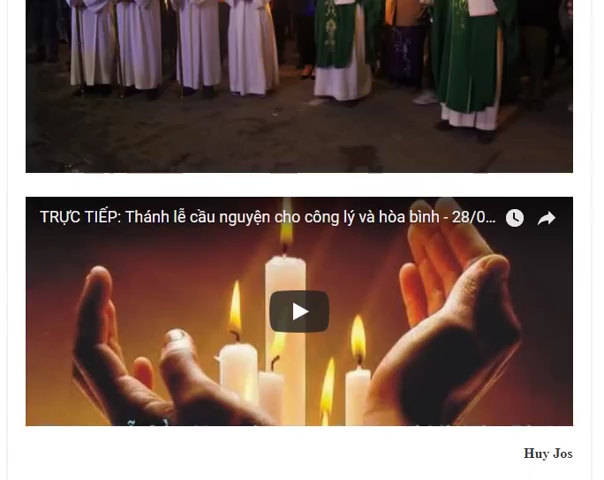 TRỰC TIẾP: Thánh lễ cầu nguyện cho công lý và hòa bình - 28/0...
Huy Jos